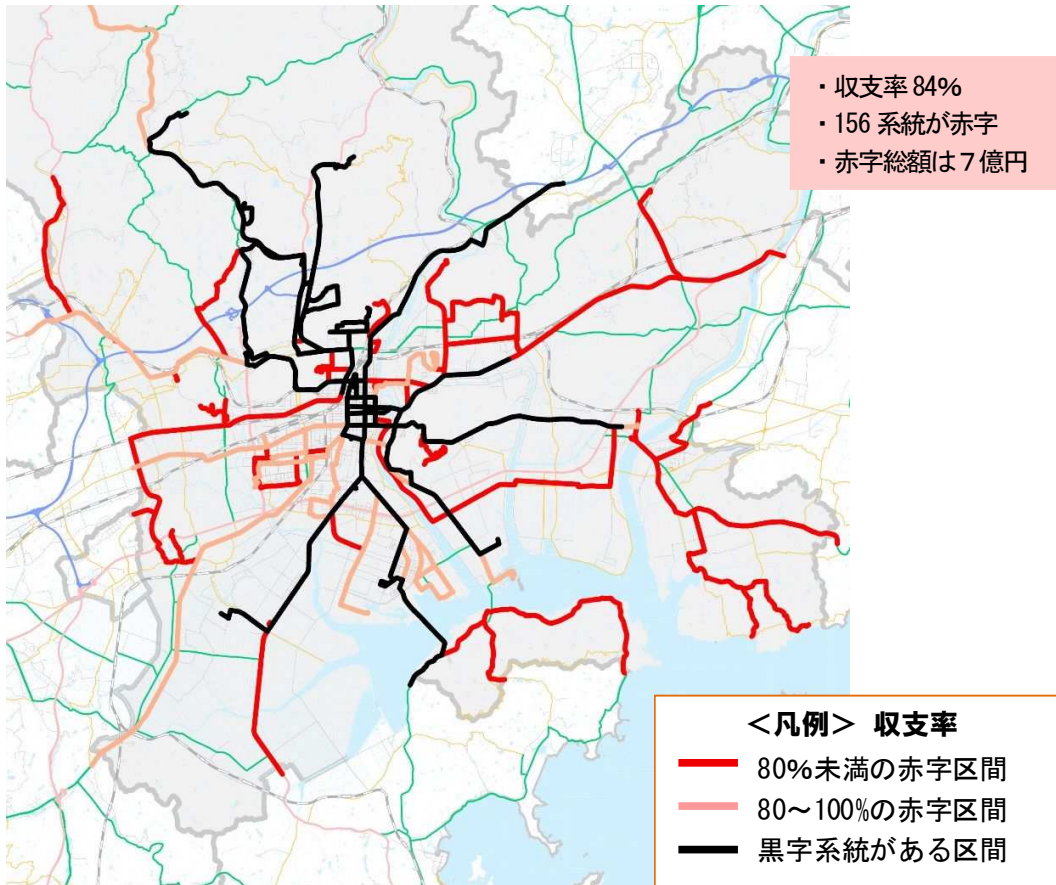 ・収支率 84%
・156 系統が赤字
・赤字総額は７億円
＜凡例＞ 収支率
80%未満の赤字区間
80～100%の赤字区間
黒字系統がある区間